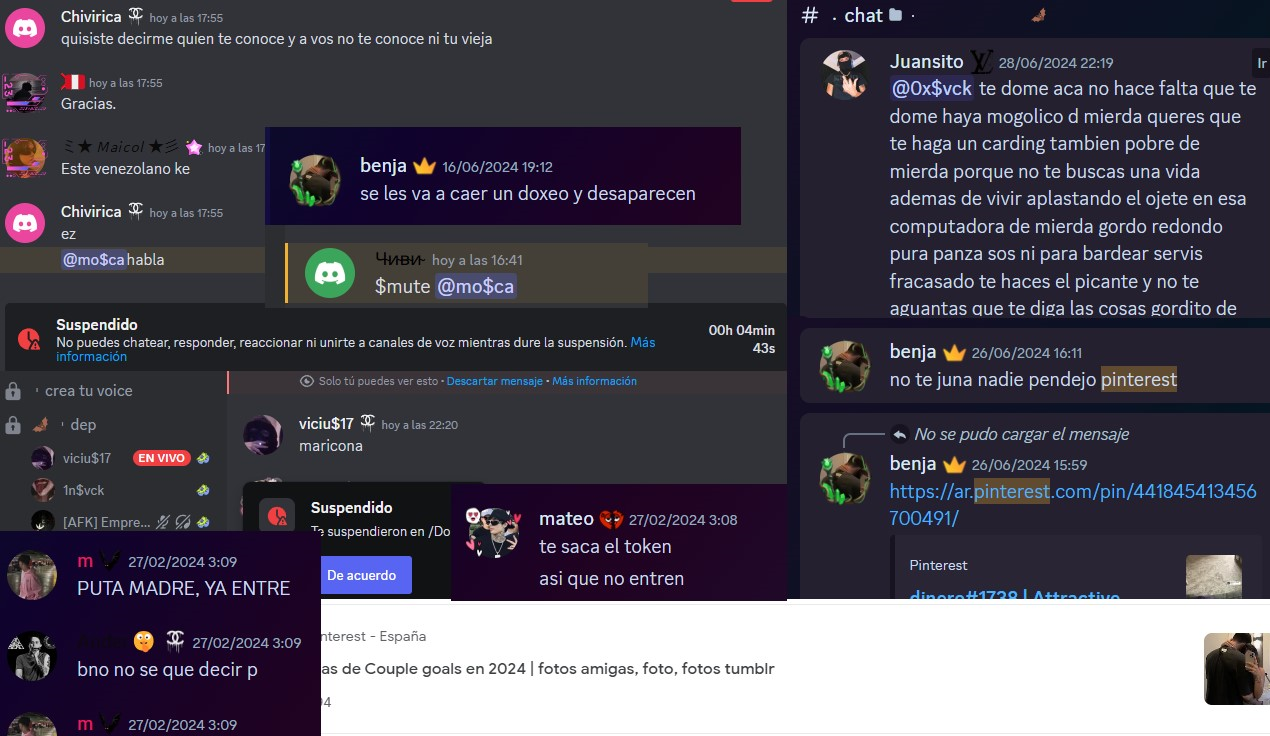 Chivirica hoy a las 17:55
quisiste decirme quien te conoce y a vos no te conoce ni tu vieja
hoy a las 17:55
Gracias.
ミ★ Maicol ★彡 hoy a las 17
Este venezolano ke
Chivirica hoy a las 17:55
ez
@mo$ca habla
benja 16/06/2024 19:12
se les va a caer un doxeo y desaparecen
Чиви hoy a las 16:41
$mute @mo$ca
Suspendido
No puedes chatear, responder, reaccionar ni unirte a canales de voz mientras dure la suspensión. Más
información
00h 04min
43s
crea tu voice
dep
viciu$17 EN VIVO
1n$vck
[AFK] Empre...
Solo tú puedes ver esto • Descartar mensaje • Más información
viciu$17 hoy a las 22:20
maricona
Suspendido
Te suspendieron en /Do
De acuerdo
mateo 27/02/2024 3:08
te saca el token
asi que no entren
m 27/02/2024 3:09
PUTA MADRE, YA ENTRE
27/02/2024 3:09
bno no se que decir p
m 27/02/2024 3:09
nterest - España
as de Couple goals en 2024 | fotos amigas, foto, fotos tumblr
04
# . chat ·
Juansito 28/06/2024 22:19
Ir
@0x$vck te dome aca no hace falta que te
dome haya mogolico d mierda queres que
te haga un carding tambien pobre de
mierda porque no te buscas una vida
ademas de vivir aplastando el ojete en esa
computadora de mierda gordo redondo
pura panza sos ni para bardear servis
fracasado te haces el picante y no te
aguantas que te diga las cosas gordito de
benja 26/06/2024 16:11
no te juna nadie pendejo pinterest
No se pudo cargar el mensaje
benja 26/06/2024 15:59
https://ar.pinterest.com/pin/441845413456
700491/
Pinterest
dinero#1738 | Attractive